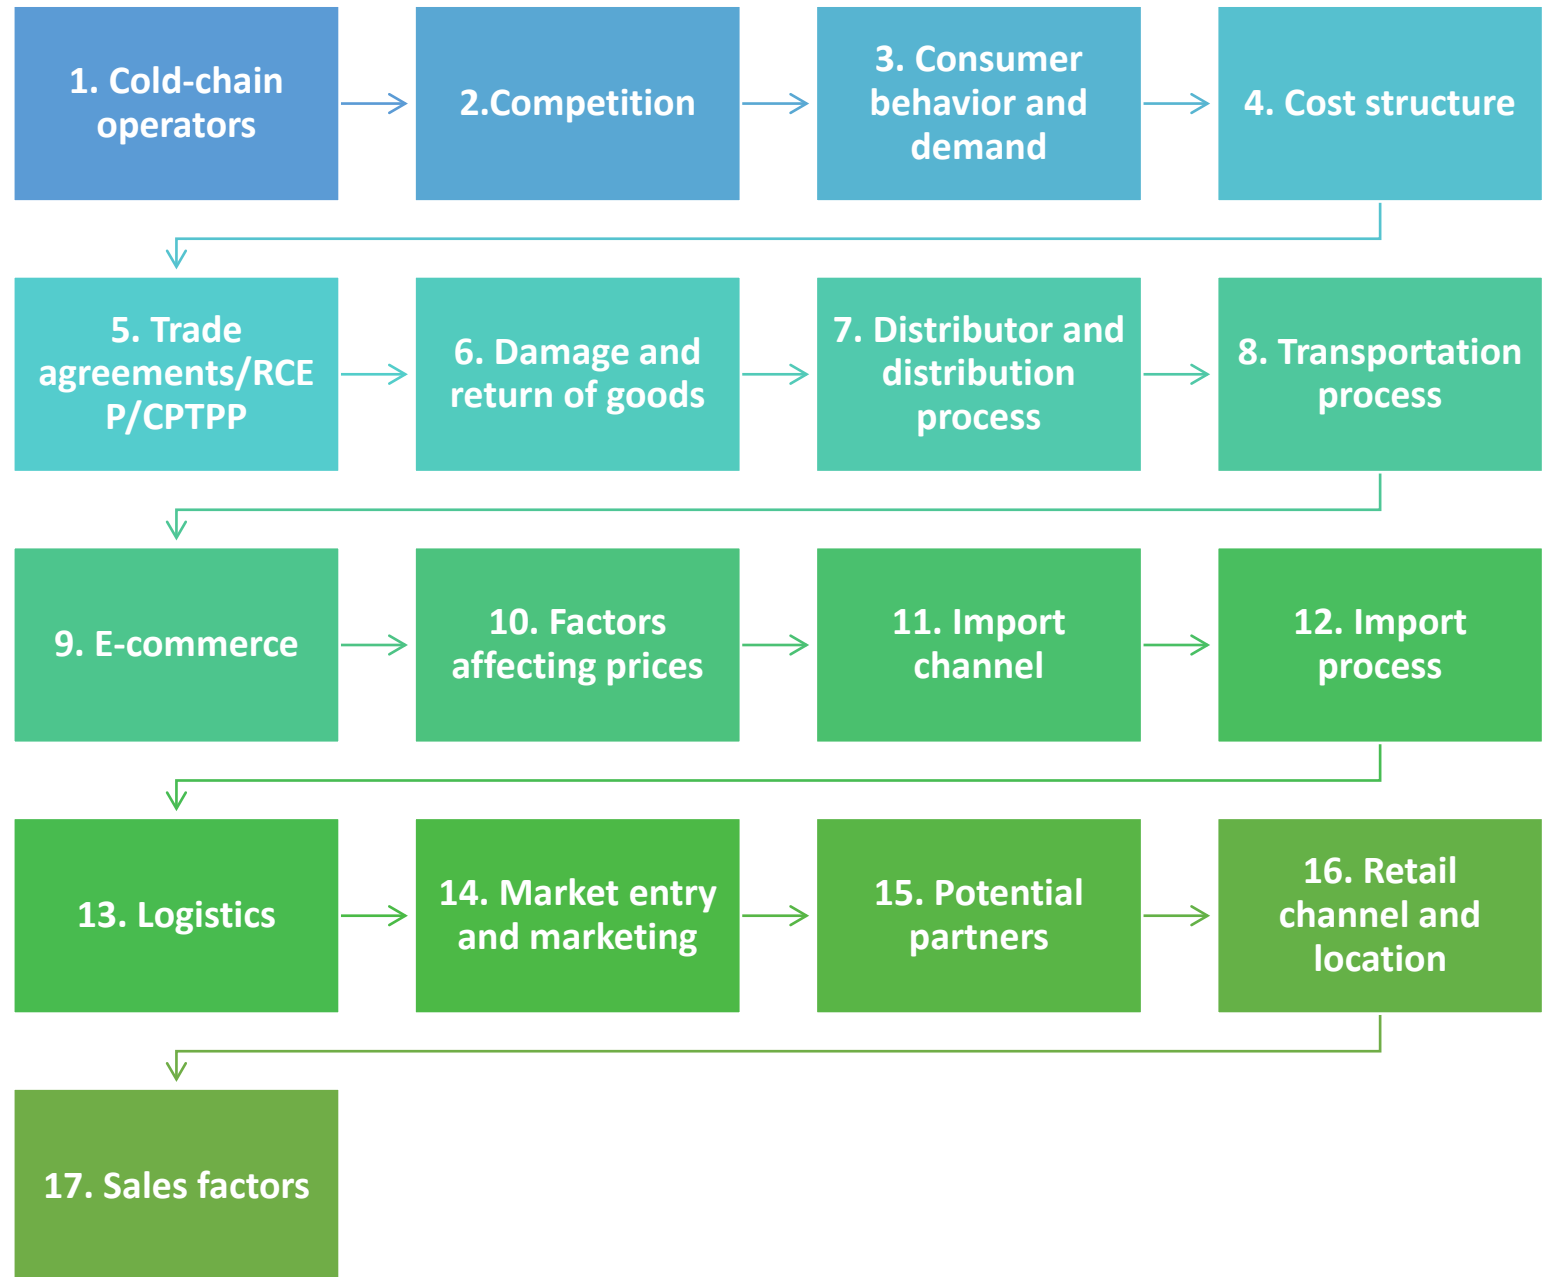 1. Cold-chain
operators
2.Competition
3. Consumer
behavior and
demand
4. Cost structure
5. Trade
agreements/RCE
P/CPTPP
6. Damage and
return of goods
7. Distributor and
distribution
process
8. Transportation
process
9. E-commerce
10. Factors
affecting prices
11. Import
channel
12. Import
process
13. Logistics
14. Market entry
and marketing
15. Potential
partners
16. Retail
channel and
location
17. Sales factors